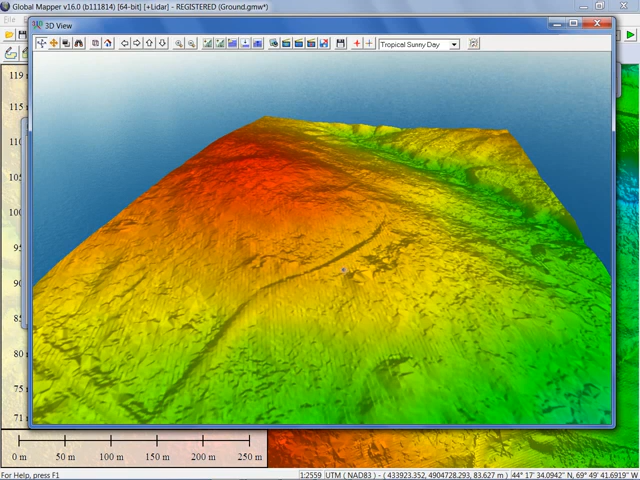 Global Mapper v16.0 (b111814) [64-bit] [+Lidar] - REGISTERED (Ground.gmw*)
File
3D View
Tropical Sunny Day
119
115
110
105
100
95
90
85
80
75
71
0 m 50 m 100 m 150 m 200 m 250 m
For Help, press F1
1:2559 UTM ( NAD83 ) - ( 433923.352, 4904728.293, 83.627 m ) 44° 17' 34.0942" N, 69° 49' 41.6919" W